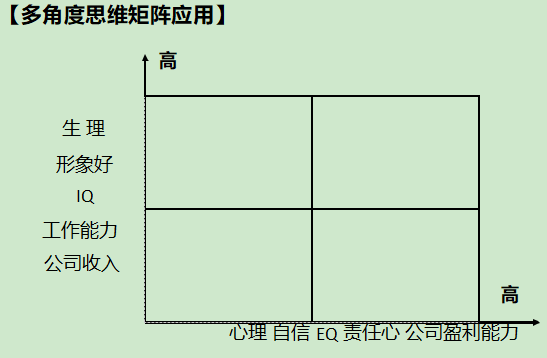 【多角度思维矩阵应用】
高
生 理
形象好
IQ
工作能力
公司收入
高
心理 自信 EQ 责任心 公司盈利能力